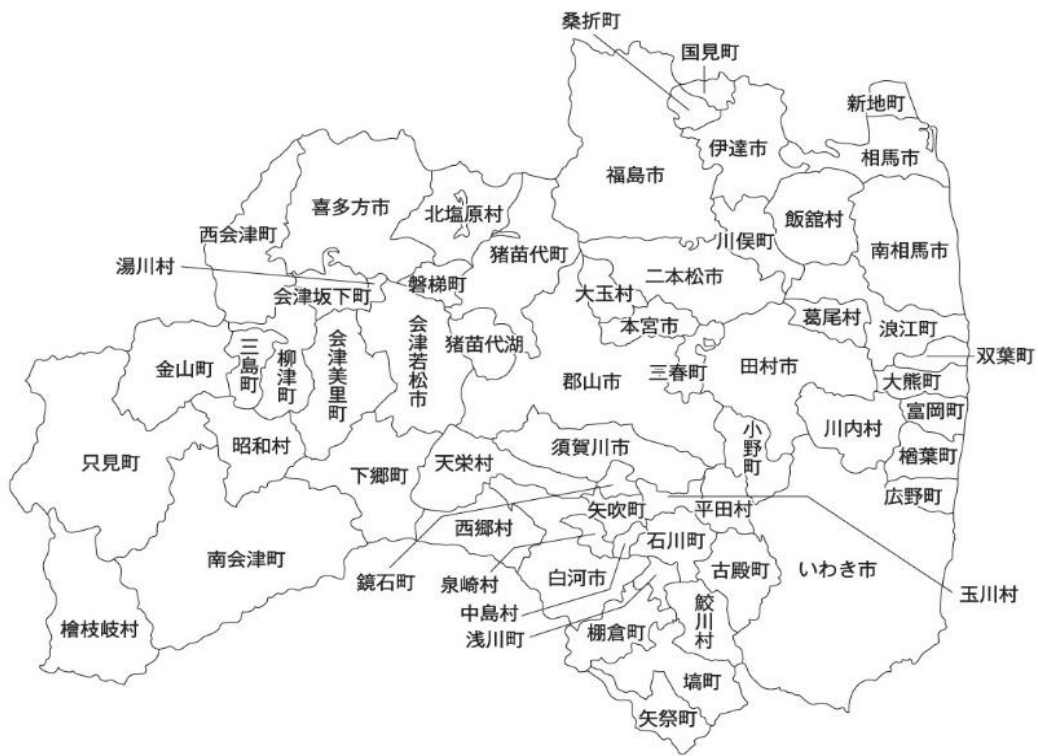 桑折町
国見町
新地町
伊達市
相馬市
福島市
喜多方市
北塩原村
飯舘村
西会津町
川俣町
南相馬市
猪苗代町
湯川村
磐梯町
二本松市
会津坂下町
大玉村
葛尾村
本宮市
浪江町
猪苗代湖
会津若松市
三島町
柳津町
会津美里町
双葉町
金山町
三春町
田村市
郡山市
大熊町
富岡町
川内村
小野町
昭和村
須賀川市
楢葉町
只見町
下郷町
天栄村
広野町
矢吹町
平田村
西郷村
石川町
南会津町
鏡石町
泉崎村
白河市
古殿町
いわき市
玉川村
中島村
鮫川村
檜枝岐村
浅川町
棚倉町
塙町
矢祭町